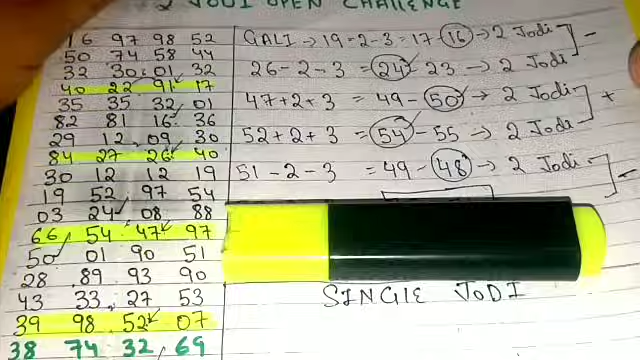 2 JODI OPEN CHALLENGE
16 97 98 52
50 74 58 44
32 30 01 32
40 22 91 17
35 35 32 01
82 81 16 36
29 12 09 30
84 27 26 40
30 12 12 19
19 52 97 54
03 24 08 88
66 54 47 97
50 01 90 51
28 89 93 90
43 33 27 53
39 98 52 07
38 74 32 69
GALI → 19 = 2 - 3 = 17 16 → 2 Jodi -
26 - 2 - 3 = 24 23 → 2 Jodi
47 + 2 + 3 = 49 - 50 → 2 Jodi +
52 + 2 + 3 = 54 - 55 → 2 Jodi
51 - 2 - 3 = 49 - 48 → 2 Jodi -
SINGLE JODI